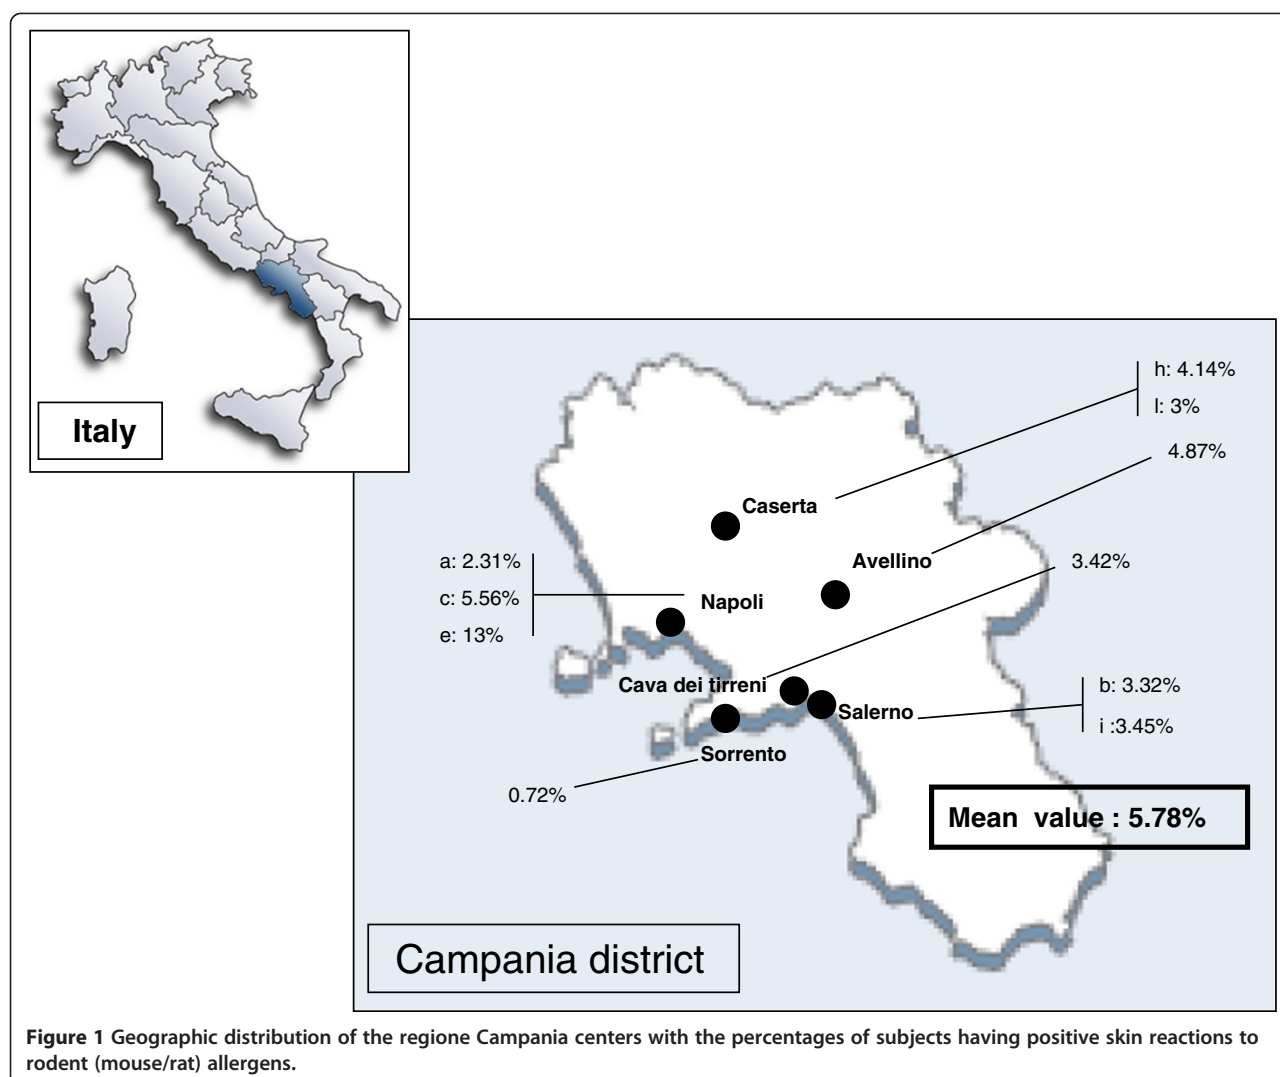 Italy
h: 4.14%
l: 3%
4.87%
Caserta
Avellino
3.42%
a: 2.31%
c: 5.56%
e: 13%
Napoli
Cava dei tirreni
Salerno
b: 3.32%
i :3.45%
Sorrento
0.72%
Mean value : 5.78%
Campania district
Figure 1 Geographic distribution of the regione Campania centers with the percentages of subjects having positive skin reactions to
rodent (mouse/rat) allergens.